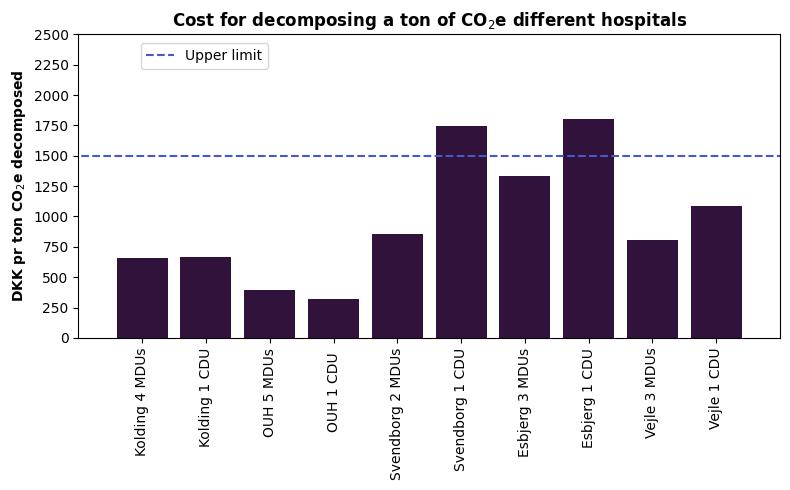 Cost for decomposing a ton of CO₂e different hospitals
DKK pr ton CO₂e decomposed
2500
2250
2000
1750
1500
1250
1000
750
500
250
0
Upper limit
Kolding 4 MDUs
Kolding 1 CDU
OUH 5 MDUs
OUH 1 CDU
Svendborg 2 MDUs
Svendborg 1 CDU
Esbjerg 3 MDUs
Esbjerg 1 CDU
Vejle 3 MDUs
Vejle 1 CDU